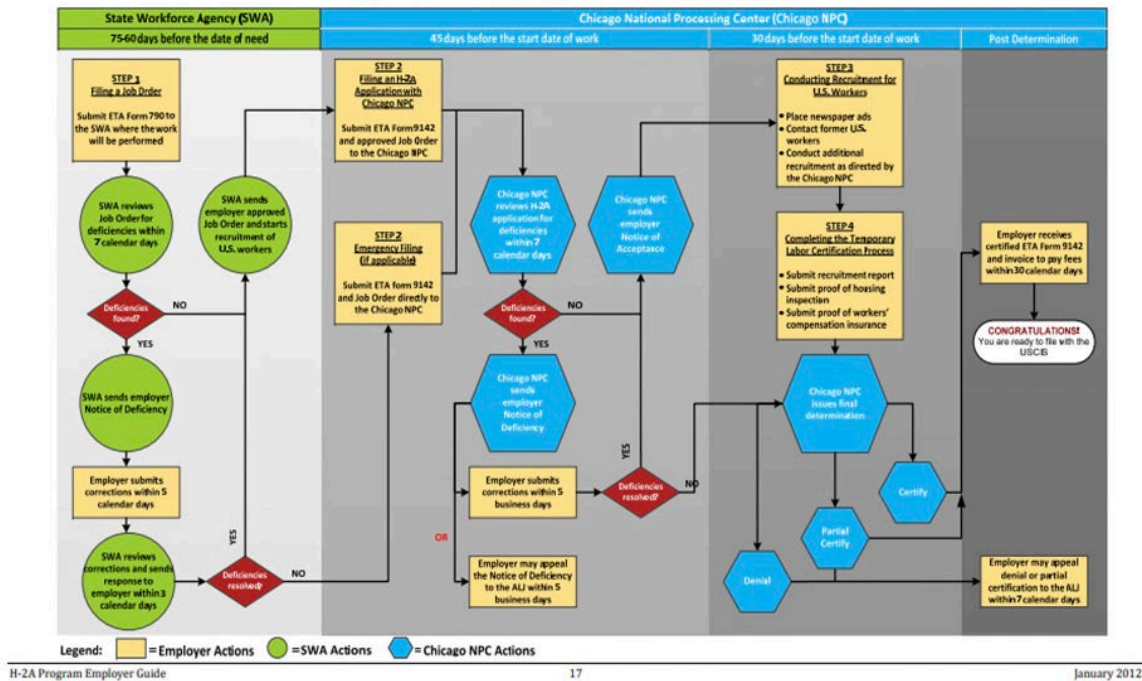 State Workforce Agency (SWA)
Chicago National Processing Center (Chicago NPC)
75-60 days before the date of need
45 days before the start date of work
30 days before the start date of work
Post Determination
STEP 1
Filing a Job Order
Submit ETA Form 790 to
the SWA where the work
will be performed
SWA reviews
Job Order for
deficiencies within
7 calendar days
Deficiencies
found?
NO
YES
SWA sends employer
Notice of Deficiency
Employer submits
corrections within 5
calendar days
SWA reviews
corrections and sends
response to
employer within 3
calendar days
SWA sends
employer approved
Job Order and starts
recruitment of
U.S. workers
YES
Deficiencies
resolved?
NO
STEP 2
Filing an H-2A
Application with
Chicago NPC
Submit ETA Form 9142
and approved Job Order
to the Chicago NPC
STEP 2
Emergency Filing
(if applicable)
Submit ETA form 9142
and Job Order directly to
the Chicago NPC
Chicago NPC
reviews H-2A
application for
deficiencies within 7
calendar days
Deficiencies
found?
NO
YES
Chicago NPC
sends
employer
Notice of
Deficiency
OR
Employer submits
corrections within 5
business days
Employer may appeal
the Notice of Deficiency
to the ALJ within 5
business days
Chicago NPC
sends
employer
Notice of
Acceptance
YES
Deficiencies
resolved?
NO
STEP 3
Conducting Recruitment for
U.S. Workers
• Place newspaper ads
• Contact former U.S.
workers
• Conduct additional
recruitment as directed by
the Chicago NPC
STEP 4
Completing the Temporary
Labor Certification Process
• Submit recruitment report
• Submit proof of housing
inspection
• Submit proof of workers'
compensation insurance
Chicago NPC
issues final
determination
Certify
Partial
Certify
Denial
Employer receives
certified ETA Form 9142
and invoice to pay fees
within 30 calendar days
CONGRATULATIONS!
You are ready to file with the
USCIS
Employer may appeal
denial or partial
certification to the ALJ
within 7 calendar days
Legend: = Employer Actions = SWA Actions = Chicago NPC Actions
H-2A Program Employer Guide
17
January 2012